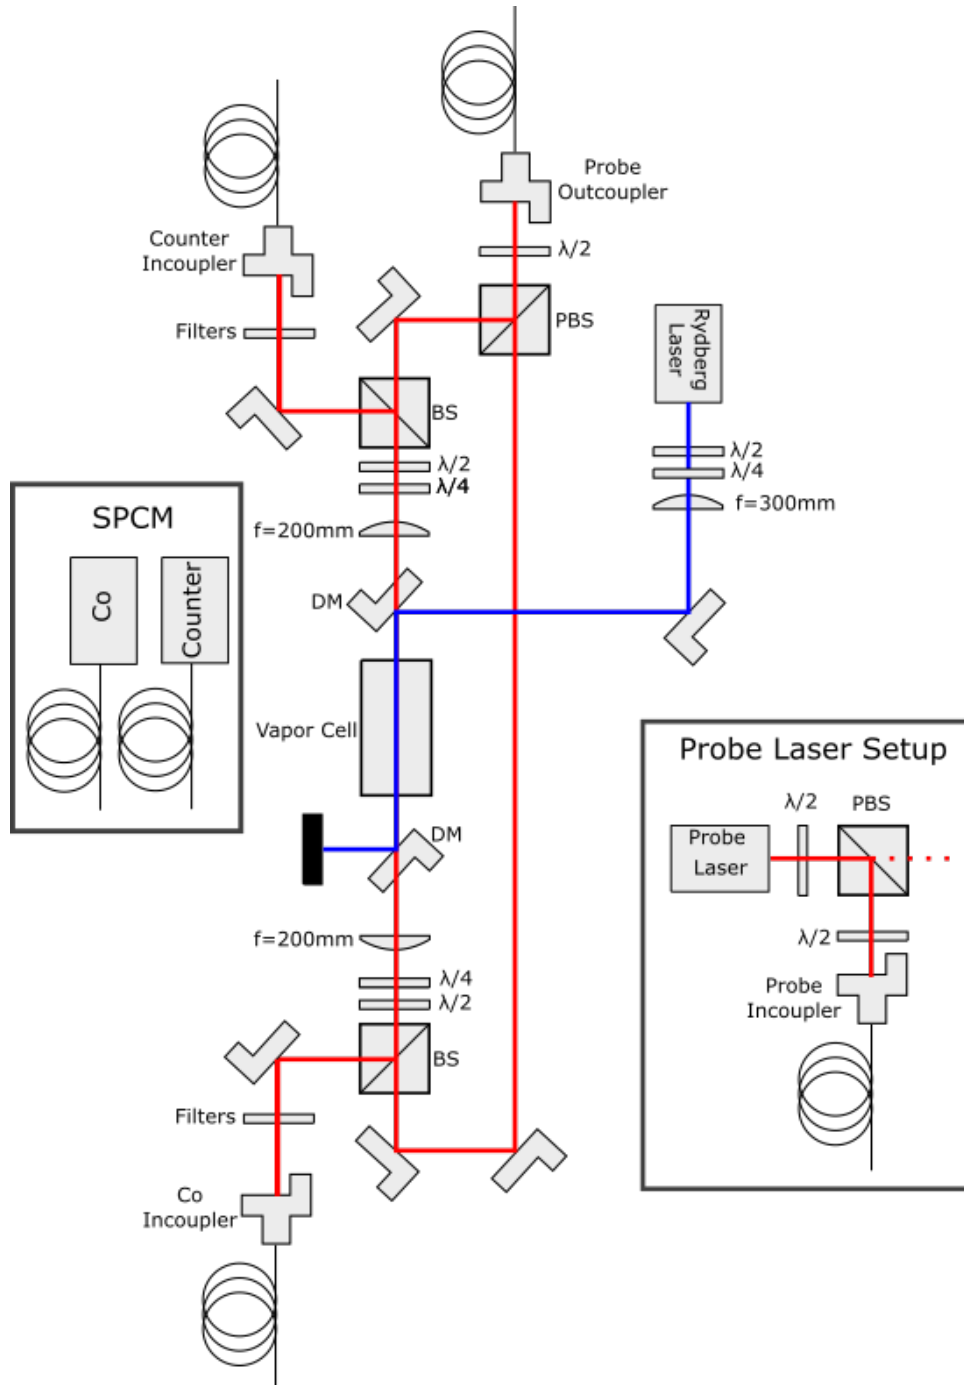 Probe
Outcoupler
λ/2
Counter
Incoupler
PBS
Filters
Rydberg
Laser
BS
λ/2
λ/4
λ/2
λ/4
f=200mm
f=300mm
SPCM
Co
Counter
DM
Vapor Cell
DM
Probe Laser Setup
λ/2
PBS
Probe
Laser
λ/2
Probe
Incoupler
f=200mm
λ/4
λ/2
BS
Filters
Co
Incoupler